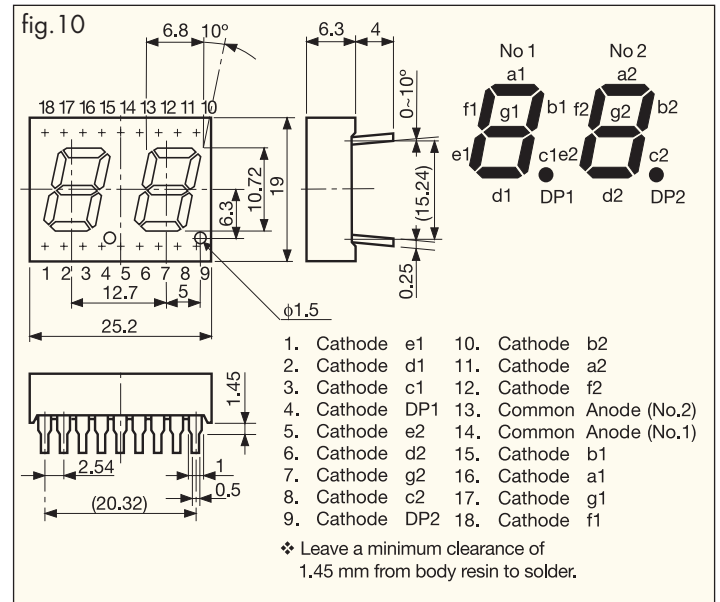 fig.10
6.8 10° 6.3 4
18 17 16 15 14 13 12 11 10
10.72 19 6.3
0~10° (15.24) 0.25
1 2 3 4 5 6 7 8 9
12.7 5
25.2
φ1.5
No 1 No 2
a1 a2
f1 g1 b1 f2 g2 b2
e1 c1 e2 c2
d1 DP1 d2 DP2
1.45
2.54 1
0.5
(20.32)
1. Cathode e1 10. Cathode b2
2. Cathode d1 11. Cathode a2
3. Cathode c1 12. Cathode f2
4. Cathode DP1 13. Common Anode (No.2)
5. Cathode e2 14. Common Anode (No.1)
6. Cathode d2 15. Cathode b1
7. Cathode g2 16. Cathode a1
8. Cathode c2 17. Cathode g1
9. Cathode DP2 18. Cathode f1
❖ Leave a minimum clearance of
1.45 mm from body resin to solder.